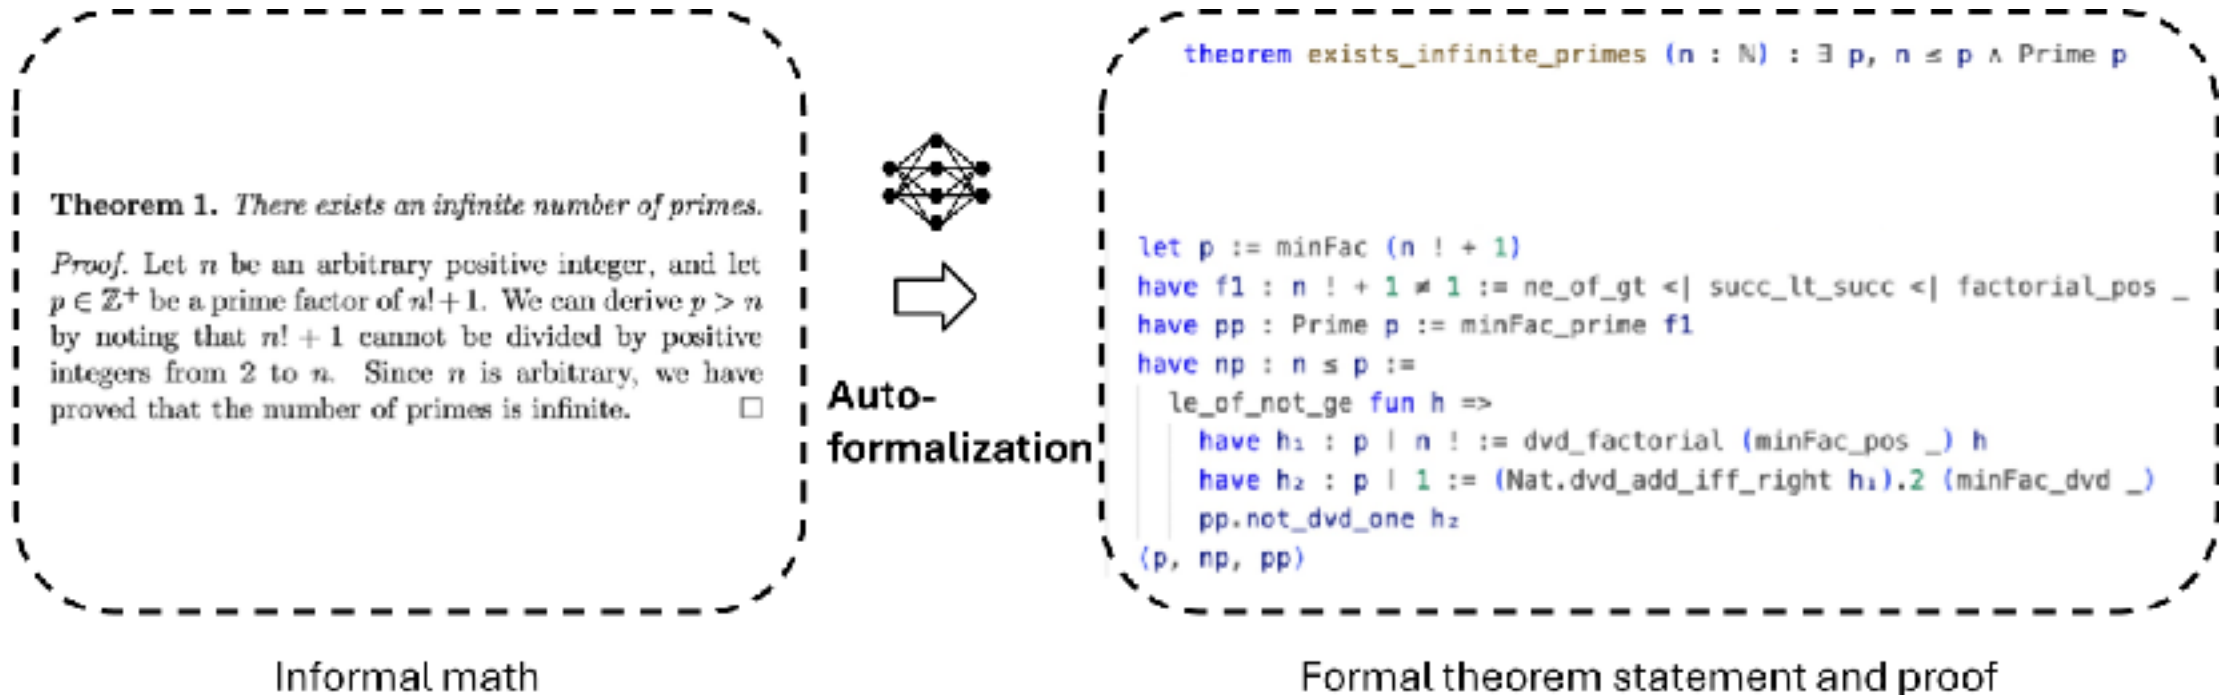 Theorem 1. There exists an infinite number of primes.
Proof. Let n be an arbitrary positive integer, and let
p ∈ ℤ⁺ be a prime factor of n! + 1. We can derive p > n
by noting that n! + 1 cannot be divided by positive
integers from 2 to n. Since n is arbitrary, we have
proved that the number of primes is infinite. □
Informal math
Auto-
formalization
theorem exists_infinite_primes (n : ℕ) : ∃ p, n ≤ p ∧ Prime p
let p := minFac (n ! + 1)
have f1 : n ! + 1 ≠ 1 := ne_of_gt <| succ_lt_succ <| factorial_pos _
have pp : Prime p := minFac_prime f1
have np : n ≤ p :=
le_of_not_ge fun h =>
have h₁ : p ∣ n ! := dvd_factorial (minFac_pos _) h
have h₂ : p ∣ 1 := (Nat.dvd_add_iff_right h₁).2 (minFac_dvd _)
pp.not_dvd_one h₂
⟨p, np, pp⟩
Formal theorem statement and proof